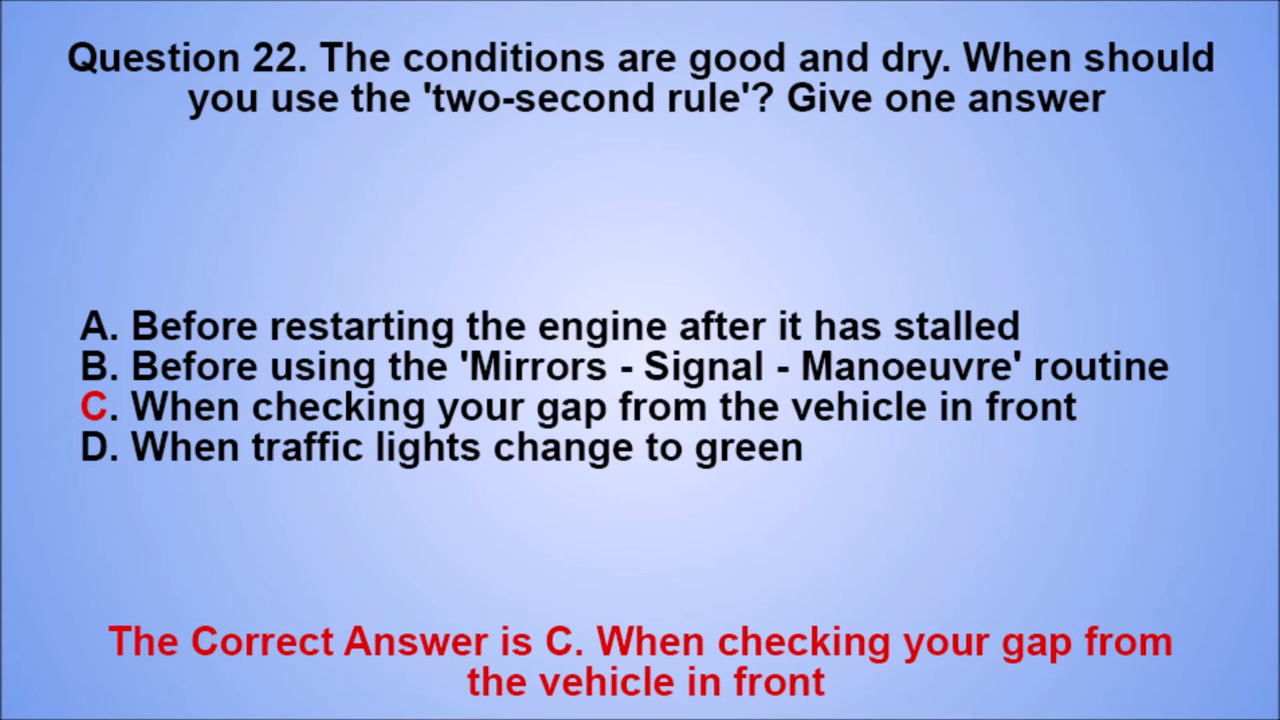 Question 22. The conditions are good and dry. When should
you use the 'two-second rule'? Give one answer
A. Before restarting the engine after it has stalled
B. Before using the 'Mirrors - Signal - Manoeuvre' routine
C. When checking your gap from the vehicle in front
D. When traffic lights change to green
The Correct Answer is C. When checking your gap from
the vehicle in front